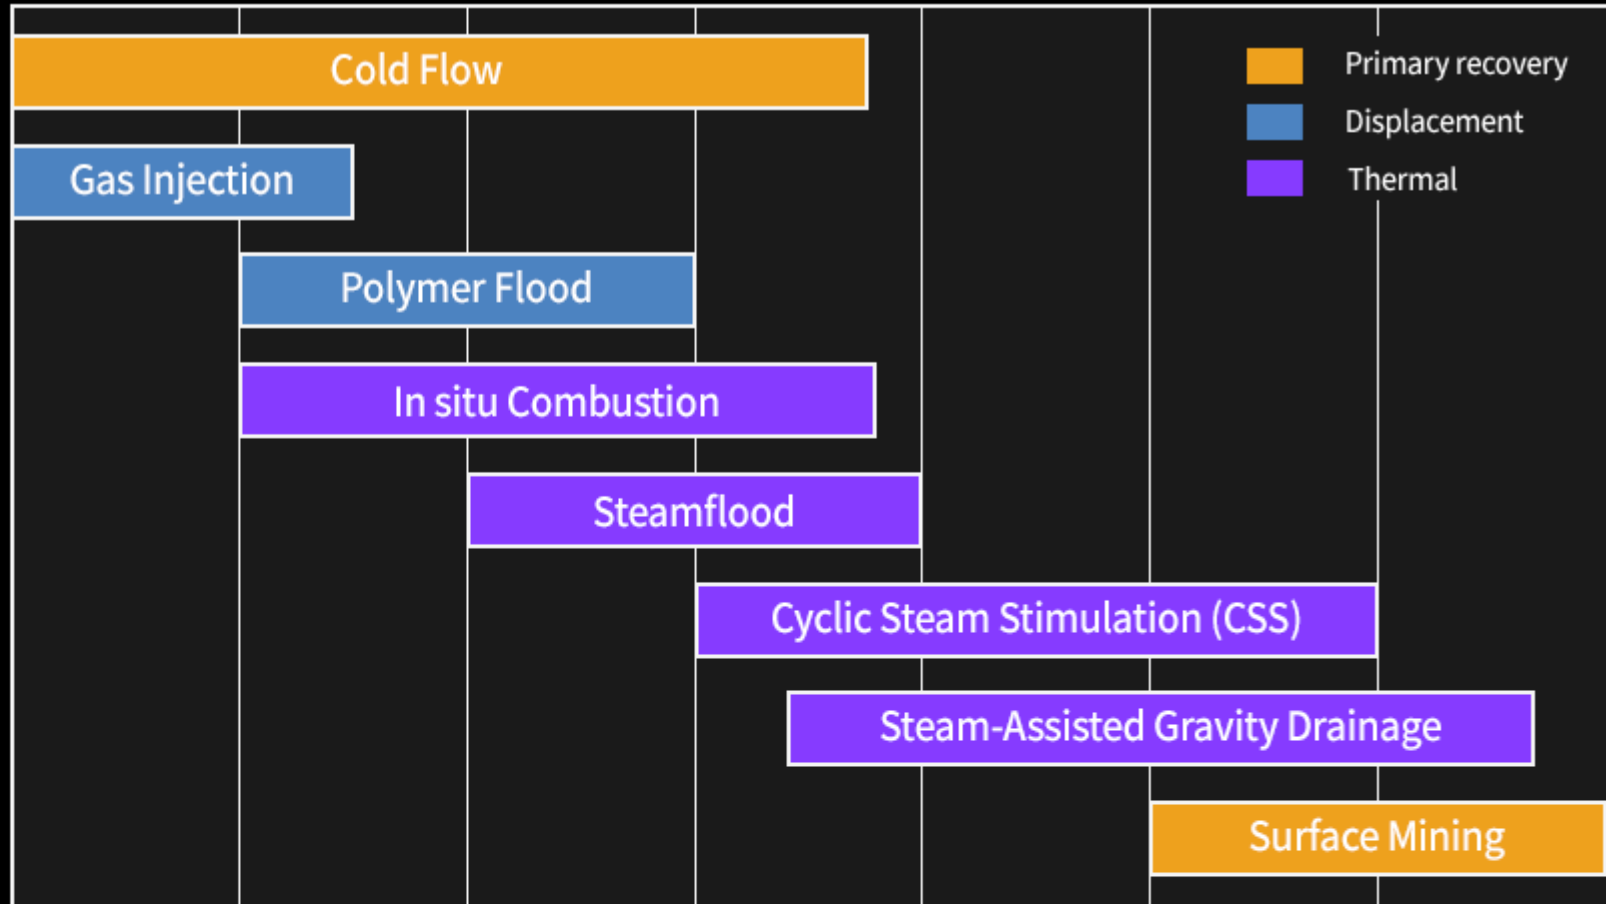 Cold Flow
Primary recovery
Displacement
Thermal
Gas Injection
Polymer Flood
In situ Combustion
Steamflood
Cyclic Steam Stimulation (CSS)
Steam-Assisted Gravity Drainage
Surface Mining